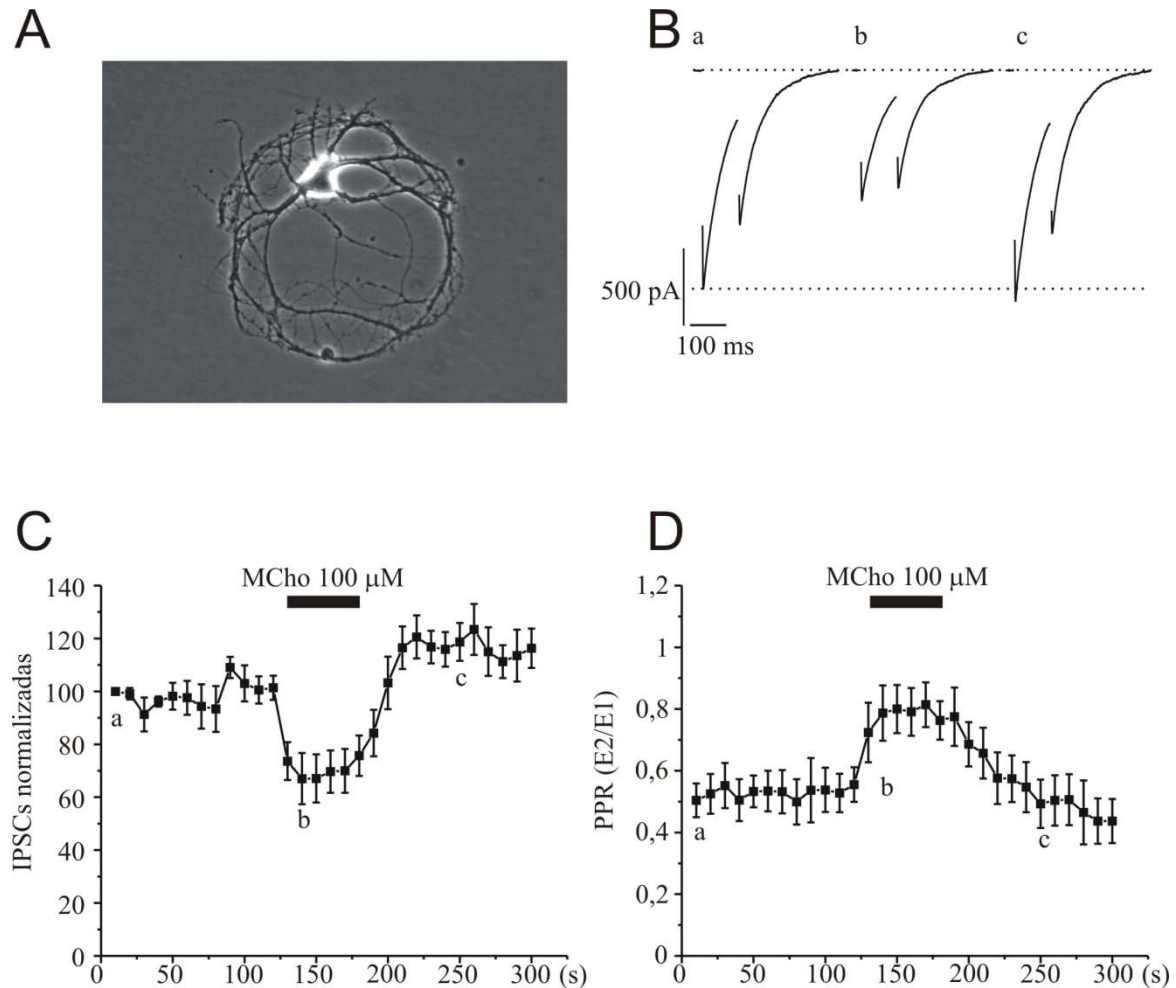 A
B
a
b
c
500 pA
100 ms
C
MCho 100 μM
IPSCs normalizadas
140
120
100
80
60
40
20
0
a
b
c
0 50 100 150 200 250 300 (s)
D
MCho 100 μM
PPR (E2/E1)
1,2
1
0,8
0,6
0,4
0,2
0
a
b
c
0 50 100 150 200 250 300 (s)